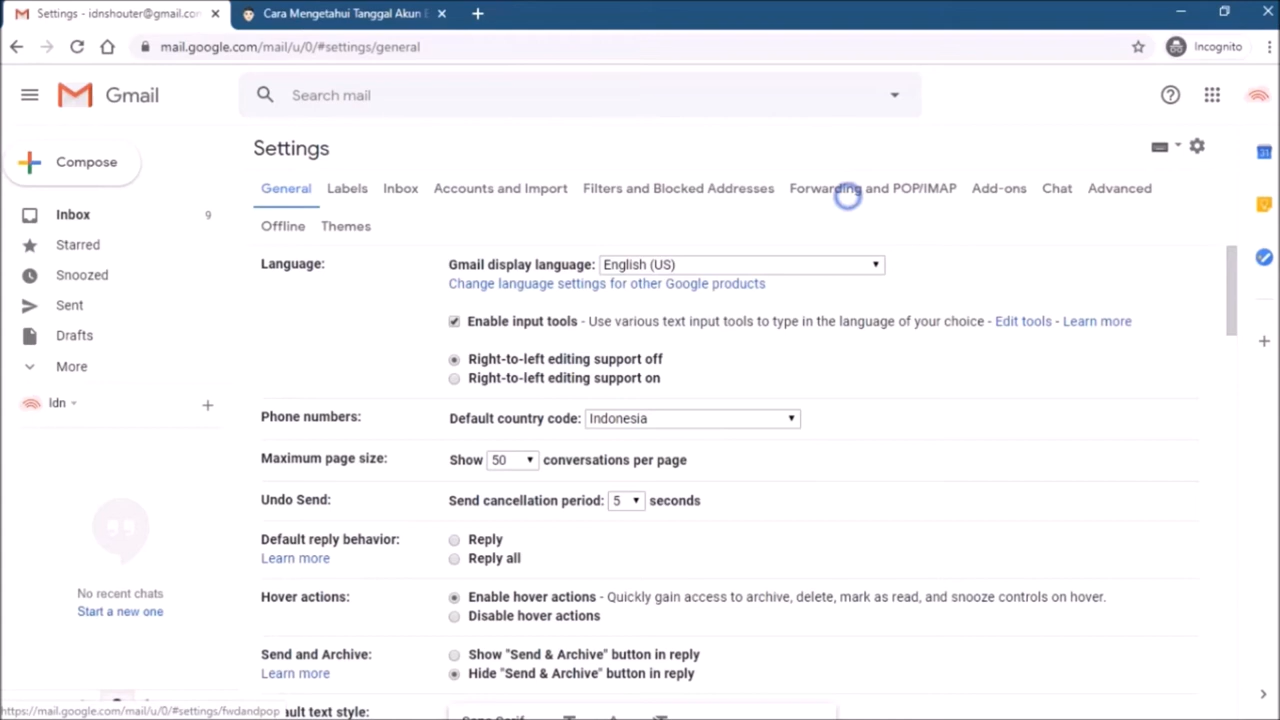 Settings - idnshouter@gmail.co
Cara Mengetahui Tanggal Akun
mail.google.com/mail/u/0/#settings/general
Incognito
Gmail
Search mail
Compose
Inbox 9
Starred
Snoozed
Sent
Drafts
More
Idn
No recent chats
Start a new one
Settings
General Labels Inbox Accounts and Import Filters and Blocked Addresses Forwarding and POP/IMAP Add-ons Chat Advanced
Offline Themes
Language: Gmail display language: English (US)
Change language settings for other Google products
Enable input tools - Use various text input tools to type in the language of your choice - Edit tools - Learn more
Right-to-left editing support off
Right-to-left editing support on
Phone numbers: Default country code: Indonesia
Maximum page size: Show 50 conversations per page
Undo Send: Send cancellation period: 5 seconds
Default reply behavior: Reply
Learn more Reply all
Hover actions: Enable hover actions - Quickly gain access to archive, delete, mark as read, and snooze controls on hover.
Disable hover actions
Send and Archive: Show "Send & Archive" button in reply
Learn more Hide "Send & Archive" button in reply
ault text style:
https://mail.google.com/mail/u/0/#settings/fwdandpop
31